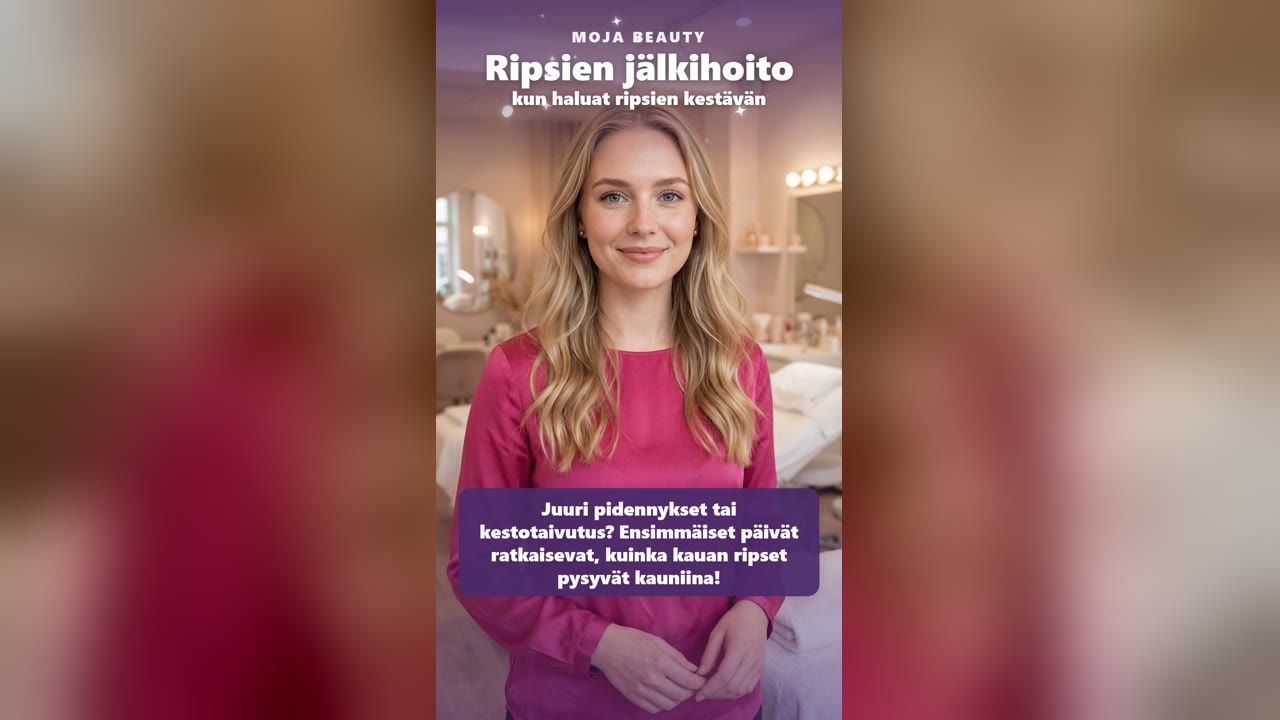 MOJA BEAUTY
Ripsien jälkihoito
kun haluat ripsien kestävän
Juuri pidennykset tai
kestotaivutus? Ensimmäiset päivät
ratkaisevat, kuinka kauan ripset
pysyvät kauniina!